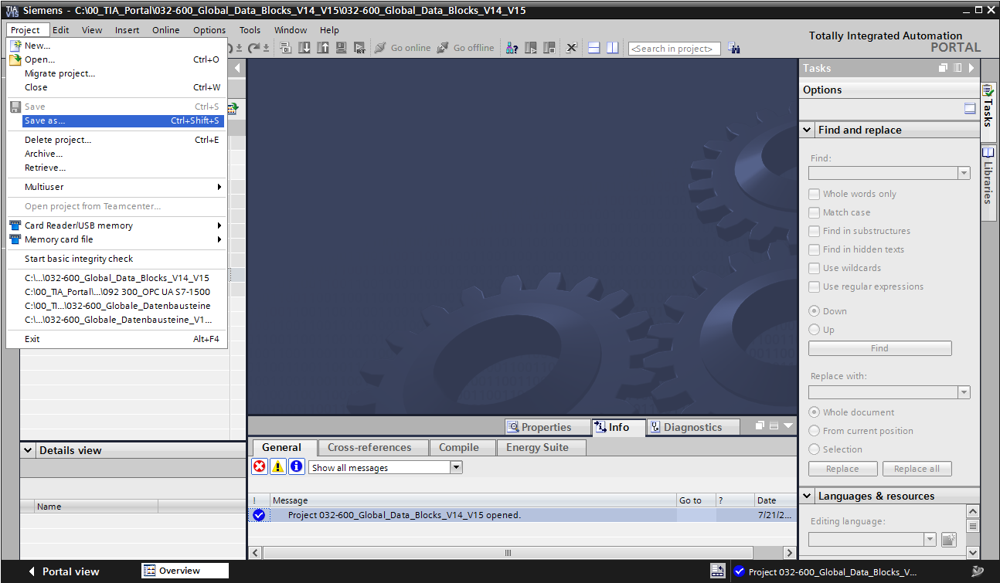 TIA V15 Siemens - C:\00_TIA_Portal\032-600_Global_Data_Blocks_V14_V15\032-600_Global_Data_Blocks_V14_V15
Project Edit View Insert Online Options Tools Window Help
Totally Integrated Automation
PORTAL
New...
Open... Ctrl+O
Migrate project...
Close Ctrl+W
Save Ctrl+S
Save as... Ctrl+Shift+S
Delete project... Ctrl+E
Archive...
Retrieve...
Multiuser
Open project from Teamcenter...
Card Reader/USB memory
Memory card file
Start basic integrity check
C:\...\032-600_Global_Data_Blocks_V14_V15
C:\00_TIA_Portal\...\092 300_OPC UA S7-1500
C:\00_TI...\032-600_Globale_Datenbausteine
C:\...\032-600_Globale_Datenbausteine_V1...
Exit Alt+F4
RT Go online Go offline <Search in project>
Tasks
Options
Find and replace
Find:
Whole words only
Match case
Find in substructures
Find in hidden texts
Use wildcards
Use regular expressions
Down
Up
Find
Replace with:
Whole document
From current position
Selection
Replace Replace all
Languages & resources
Editing language:
Tasks
Libraries
Details view
Name
Properties Info Diagnostics
General Cross-references Compile Energy Suite
Show all messages
! Message Go to ? Date
Project 032-600_Global_Data_Blocks_V14_V15 opened. 7/21/2...
Portal view Overview Project 032-600_Global_Data_Blocks_V...